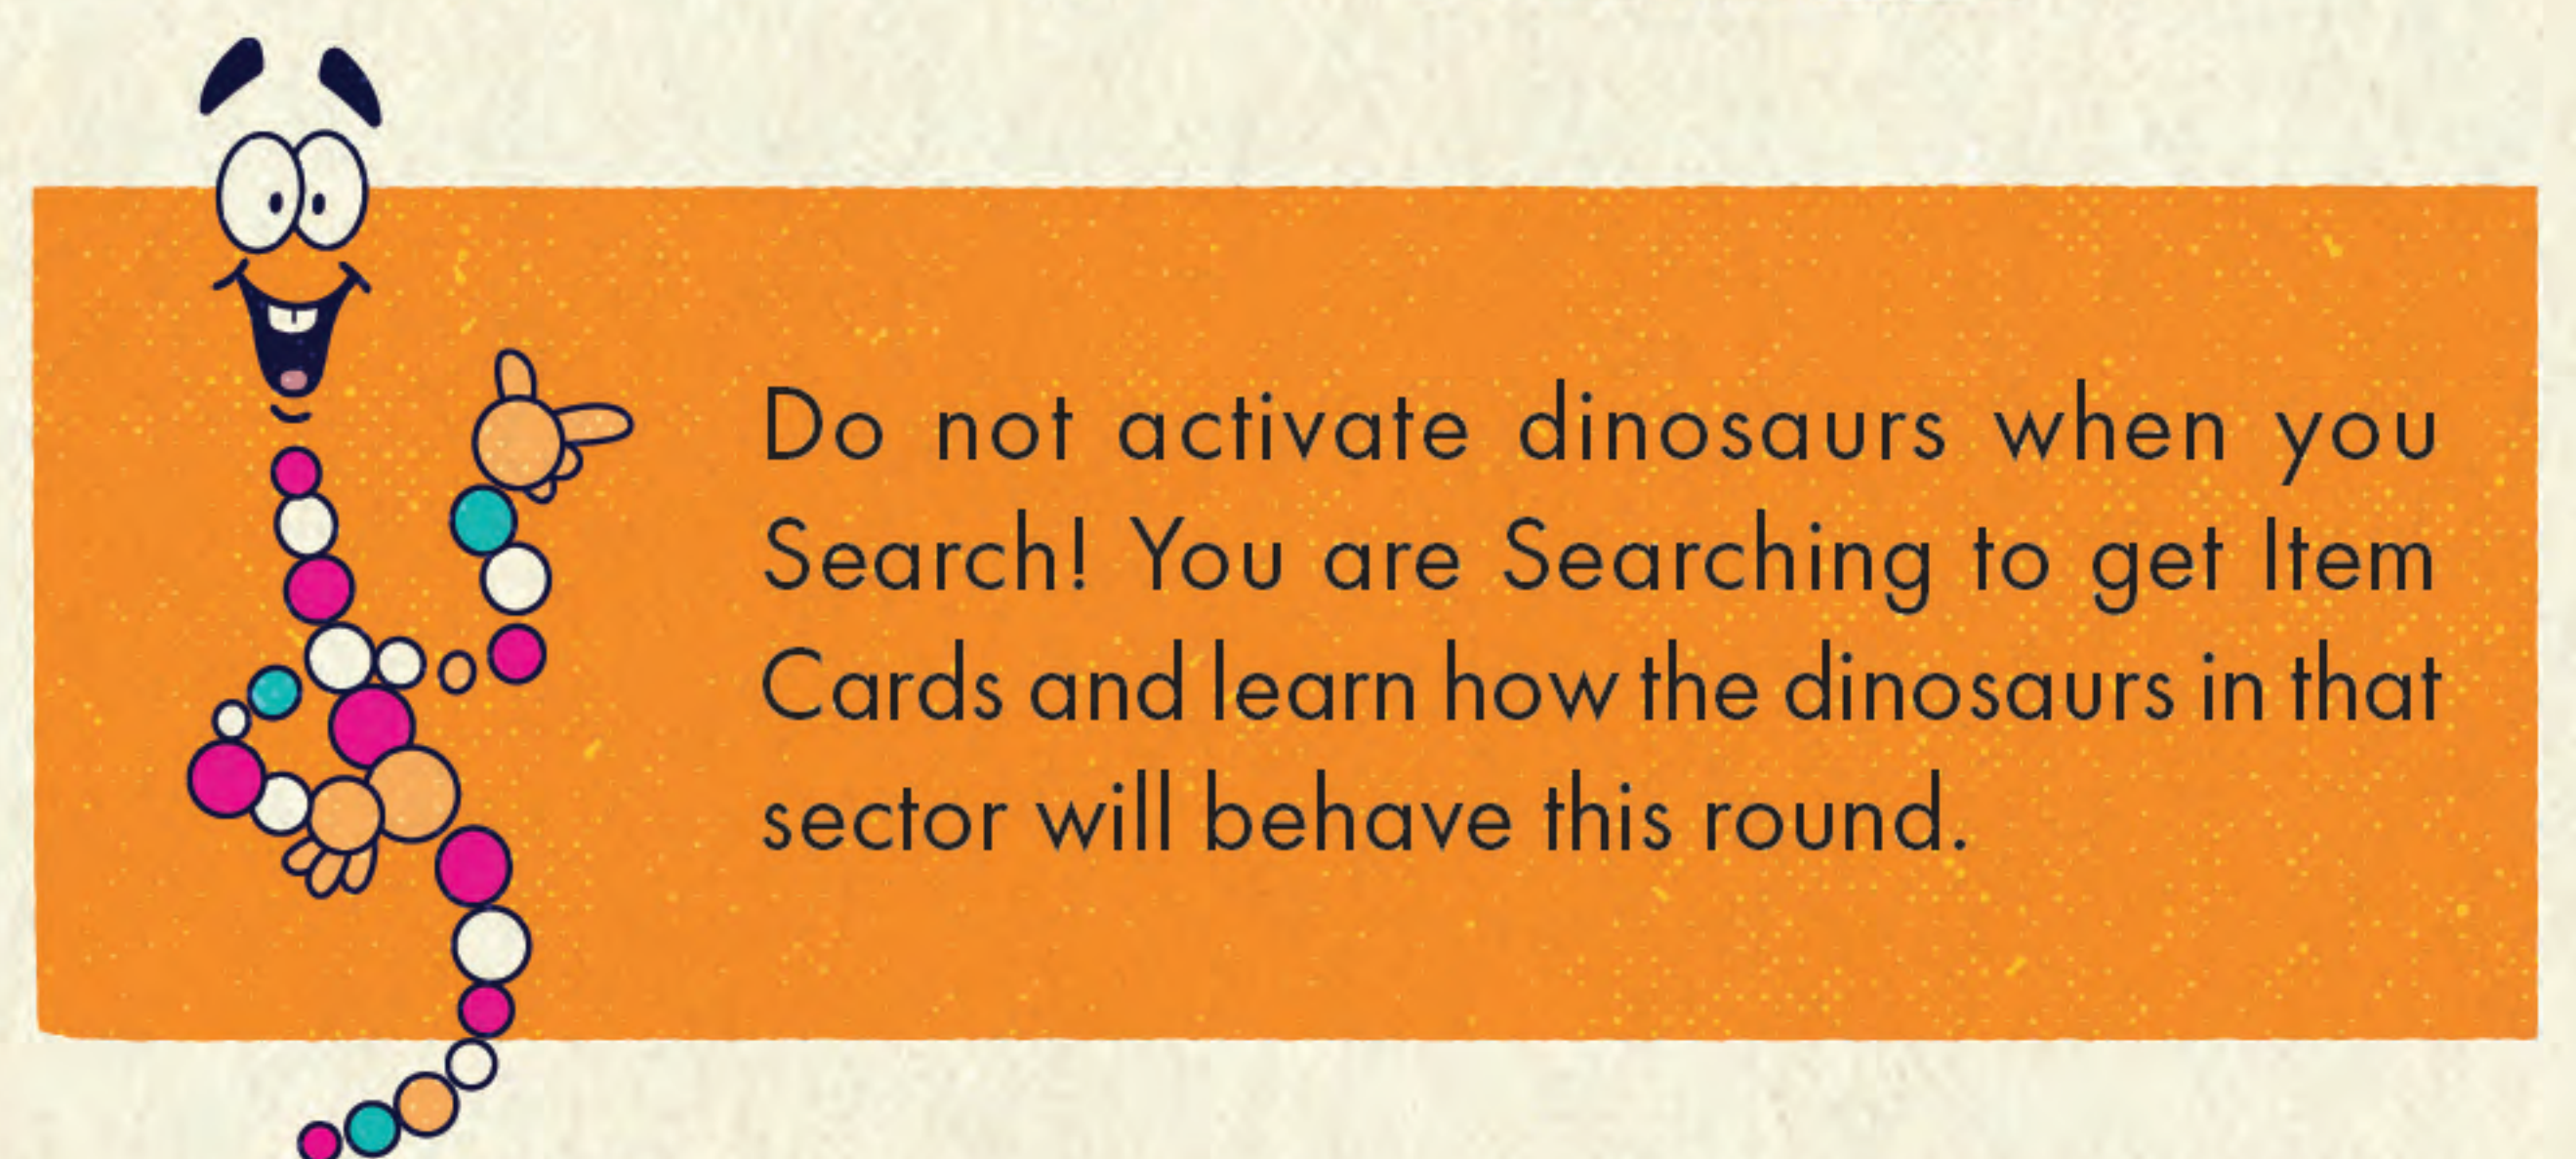 Do not activate dinosaurs when you
Search! You are Searching to get Item
Cards and learn how the dinosaurs in that
sector will behave this round.